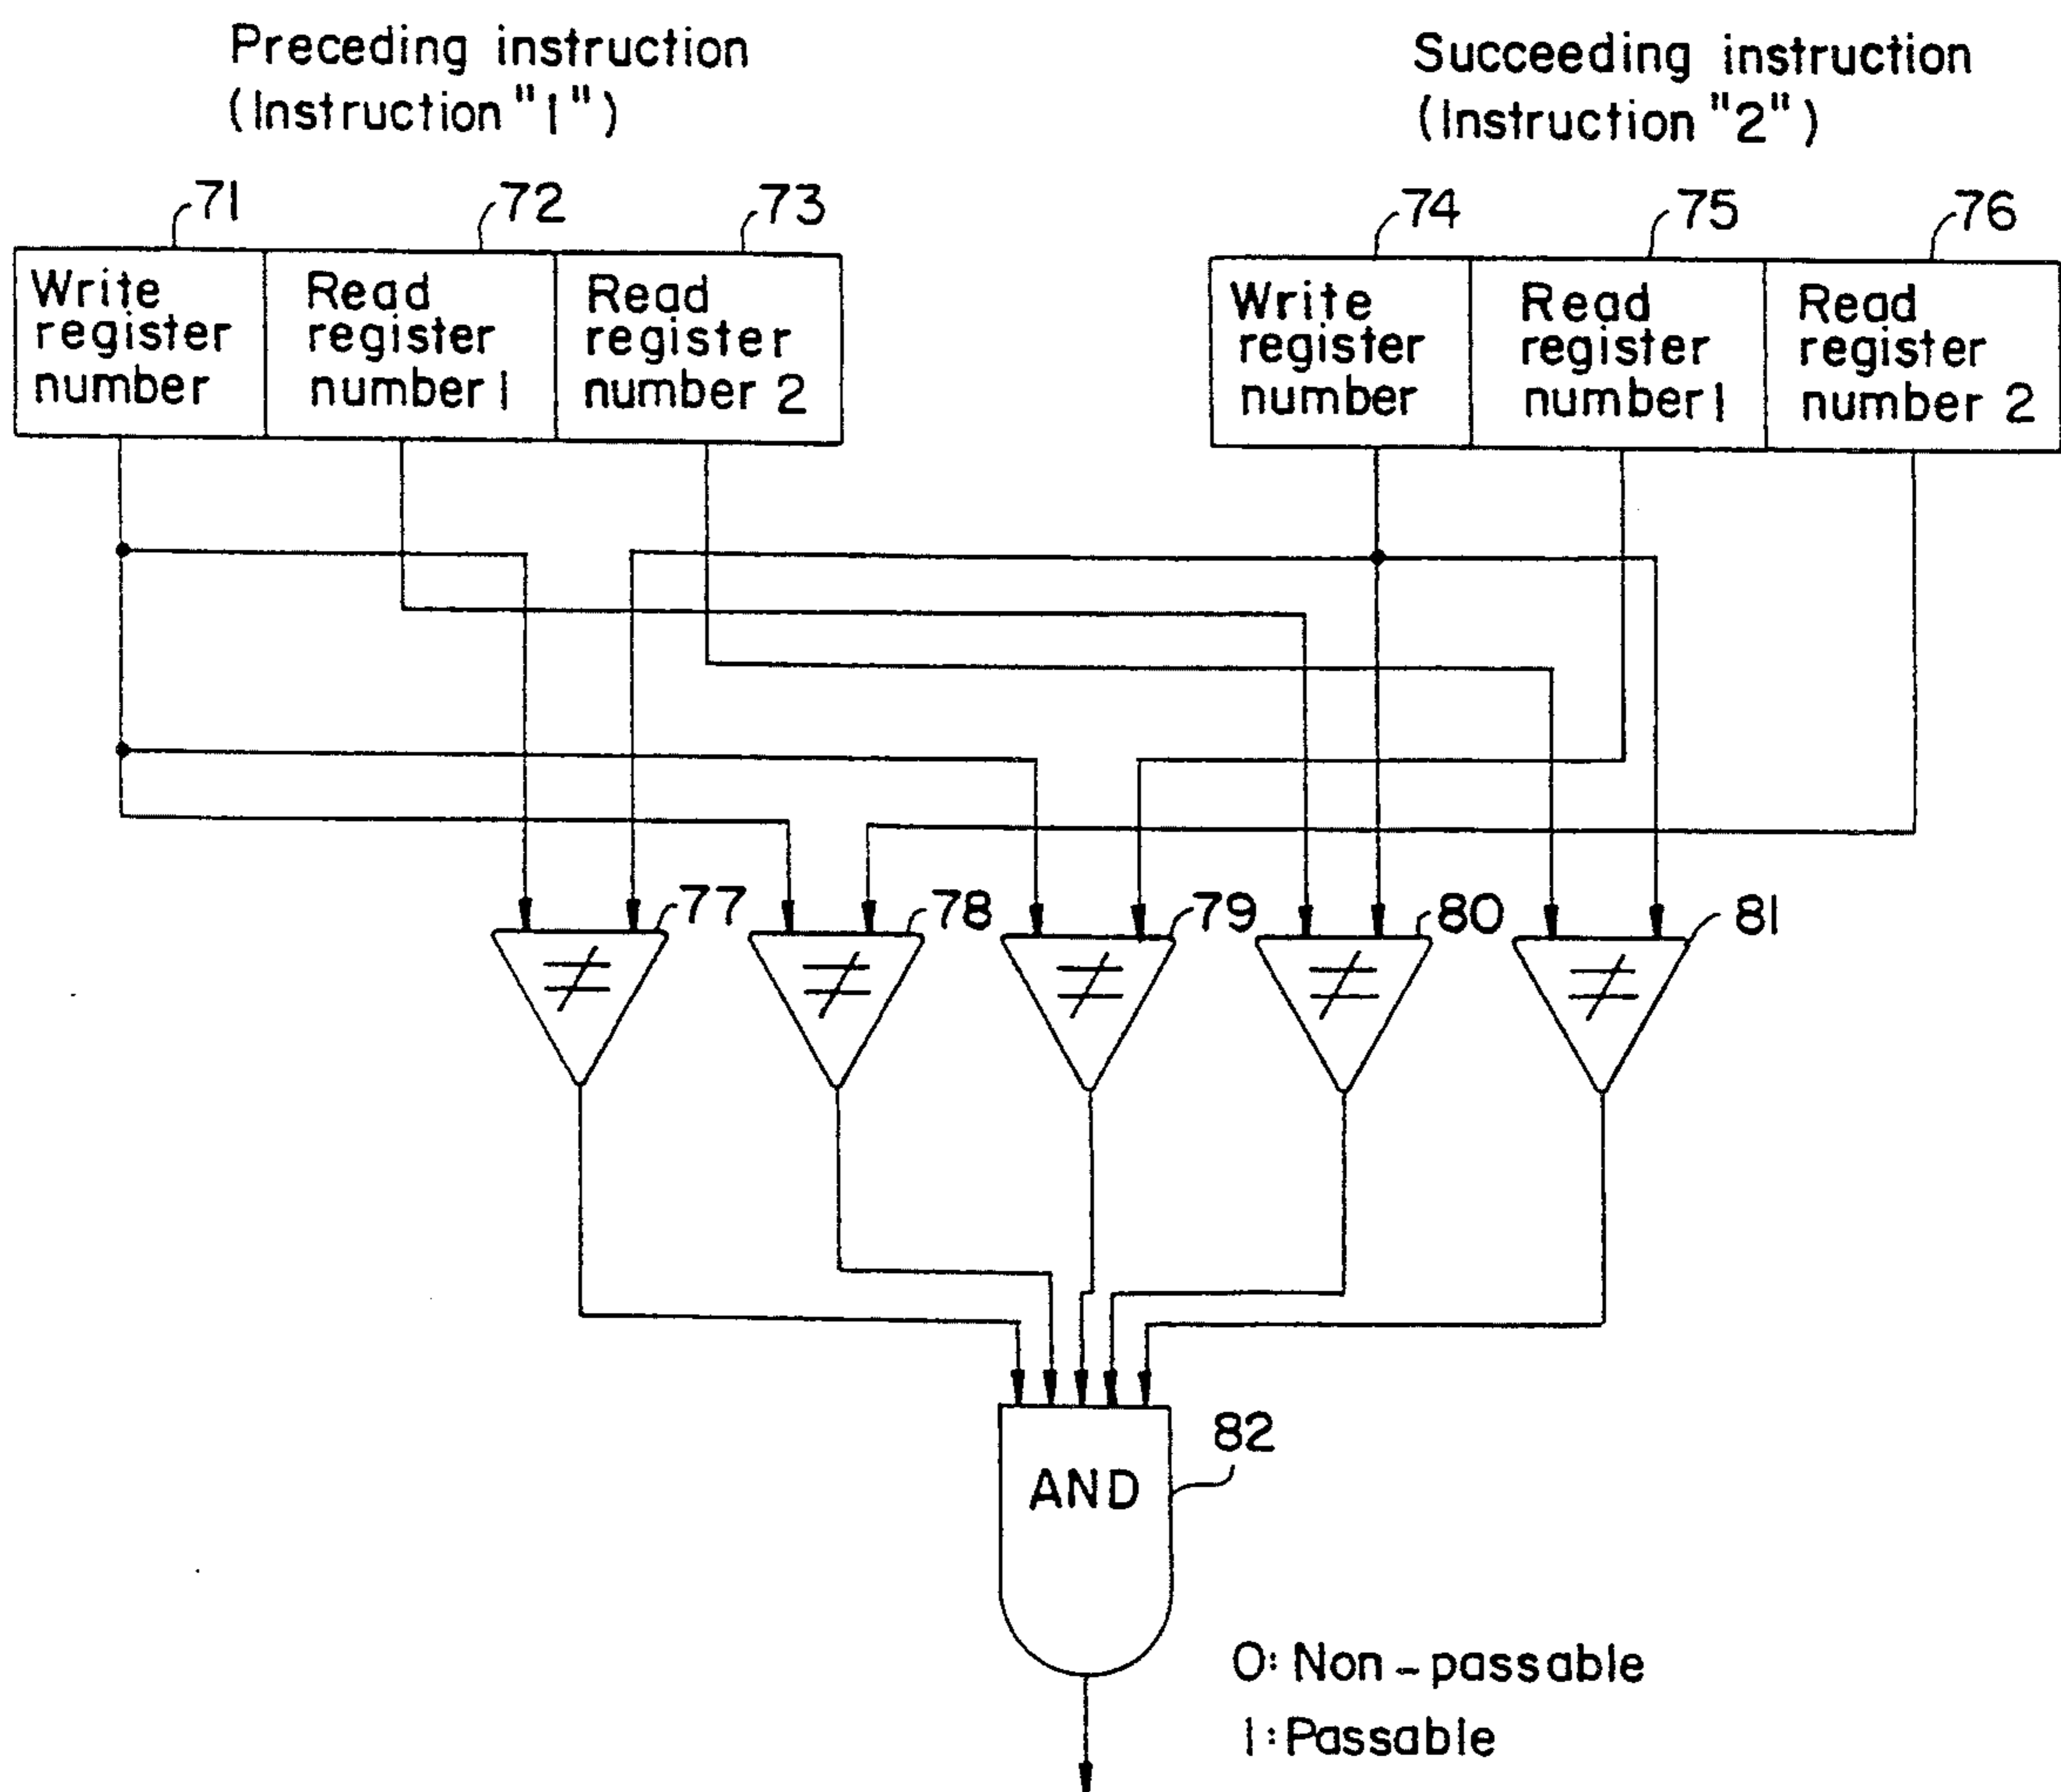 Preceding instruction
(Instruction "1")
Succeeding instruction
(Instruction "2")
71
72
73
74
75
76
Write
register
number
Read
register
number 1
Read
register
number 2
Write
register
number
Read
register
number 1
Read
register
number 2
77
78
79
80
81
≠
≠
≠
≠
≠
82
AND
0: Non-passable
1: Passable